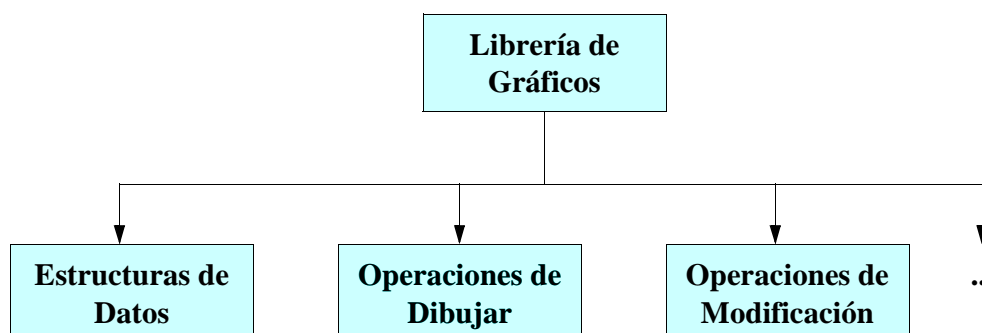 Librería de
Gráficos
Estructuras de
Datos
Operaciones de
Dibujar
Operaciones de
Modificación
..